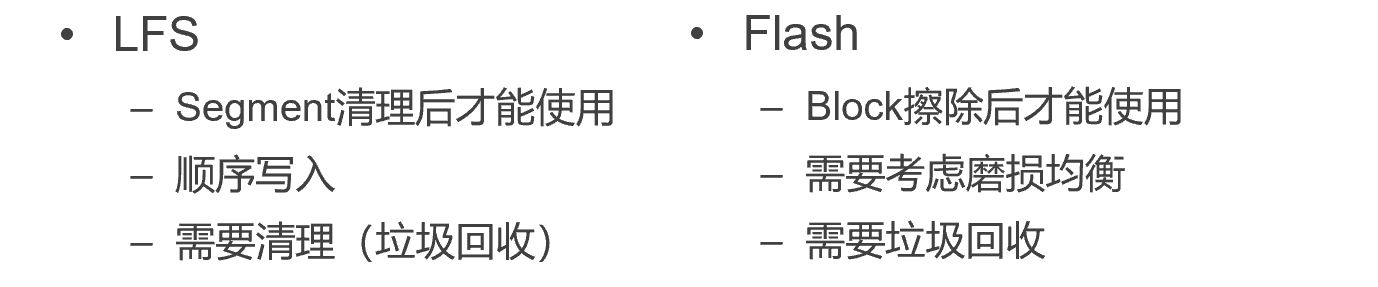 • LFS
– Segment清理后才能使用
– 顺序写入
– 需要清理（垃圾回收）
• Flash
– Block擦除后才能使用
– 需要考虑磨损均衡
– 需要垃圾回收